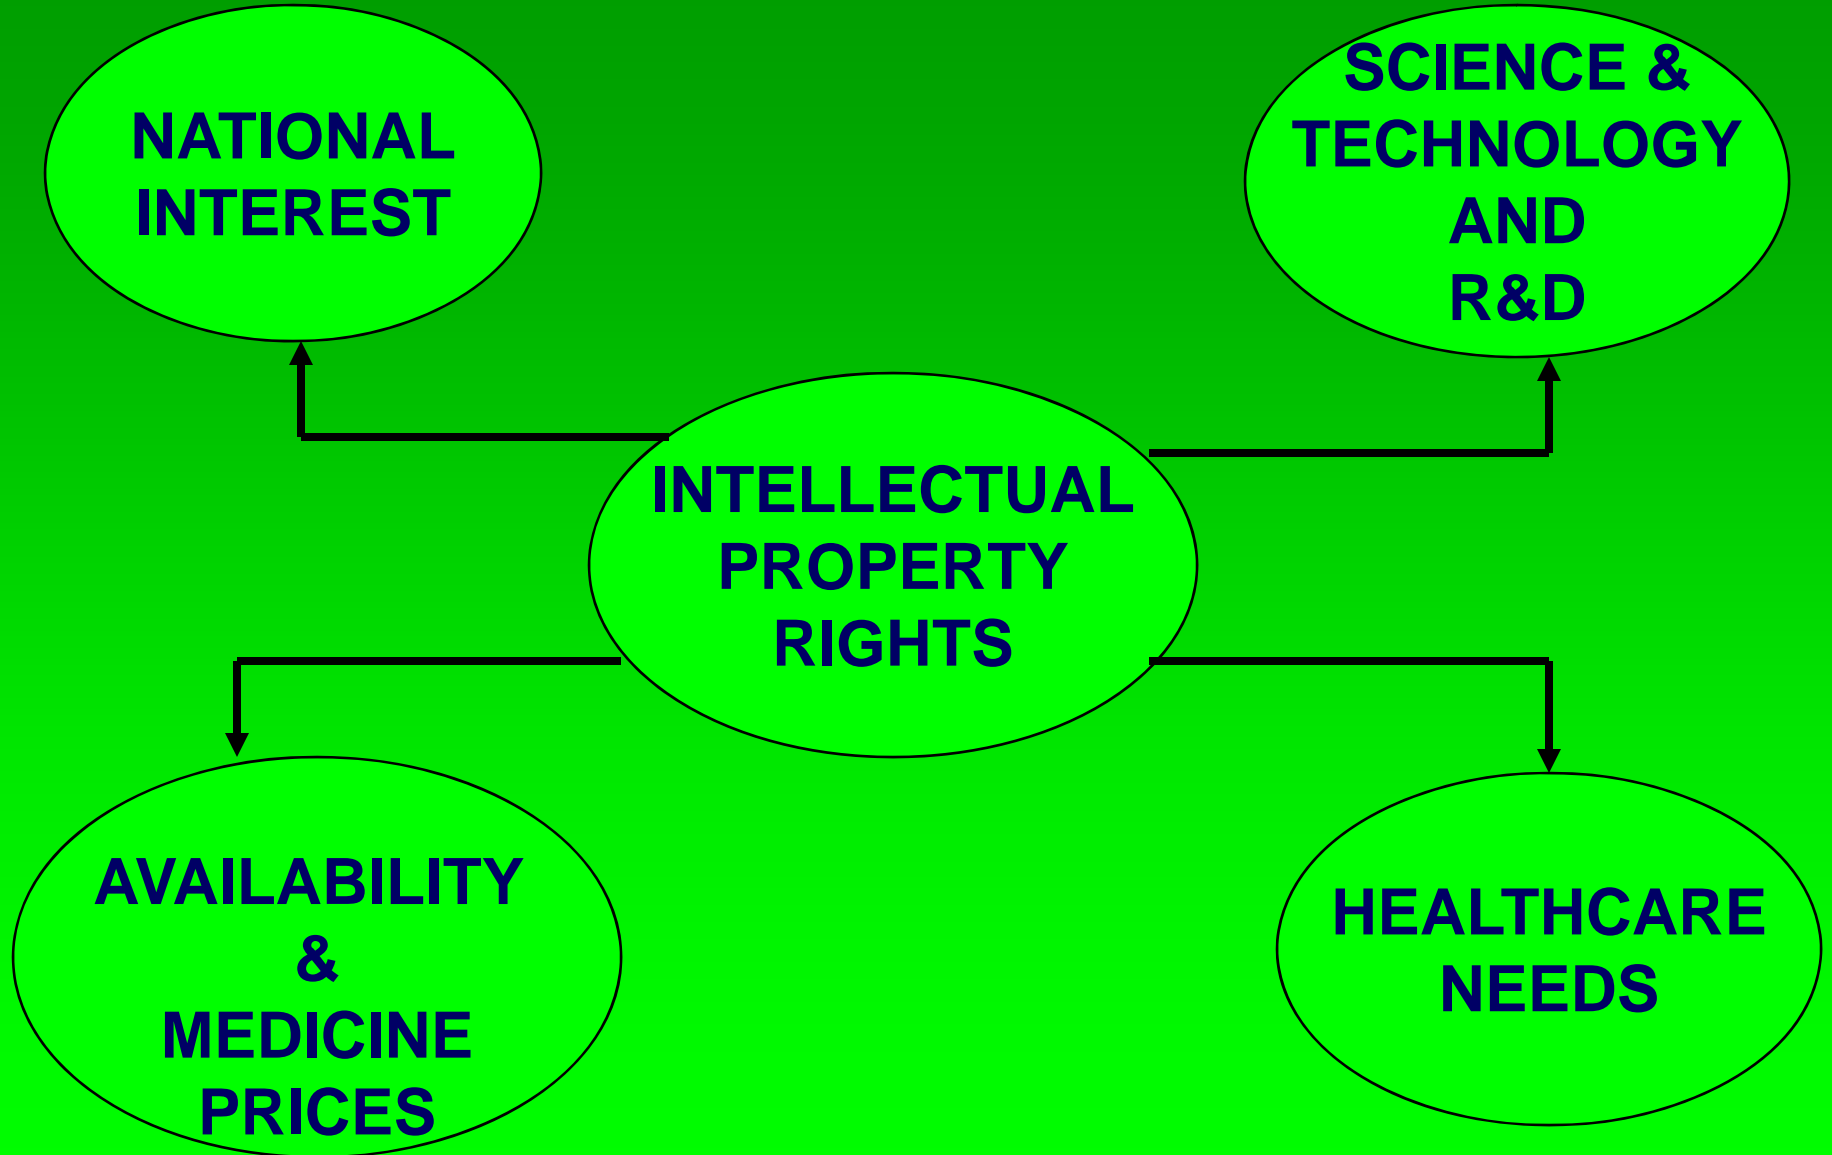 NATIONAL
INTEREST
SCIENCE &
TECHNOLOGY
AND
R&D
INTELLECTUAL
PROPERTY
RIGHTS
AVAILABILITY
&
MEDICINE
PRICES
HEALTHCARE
NEEDS